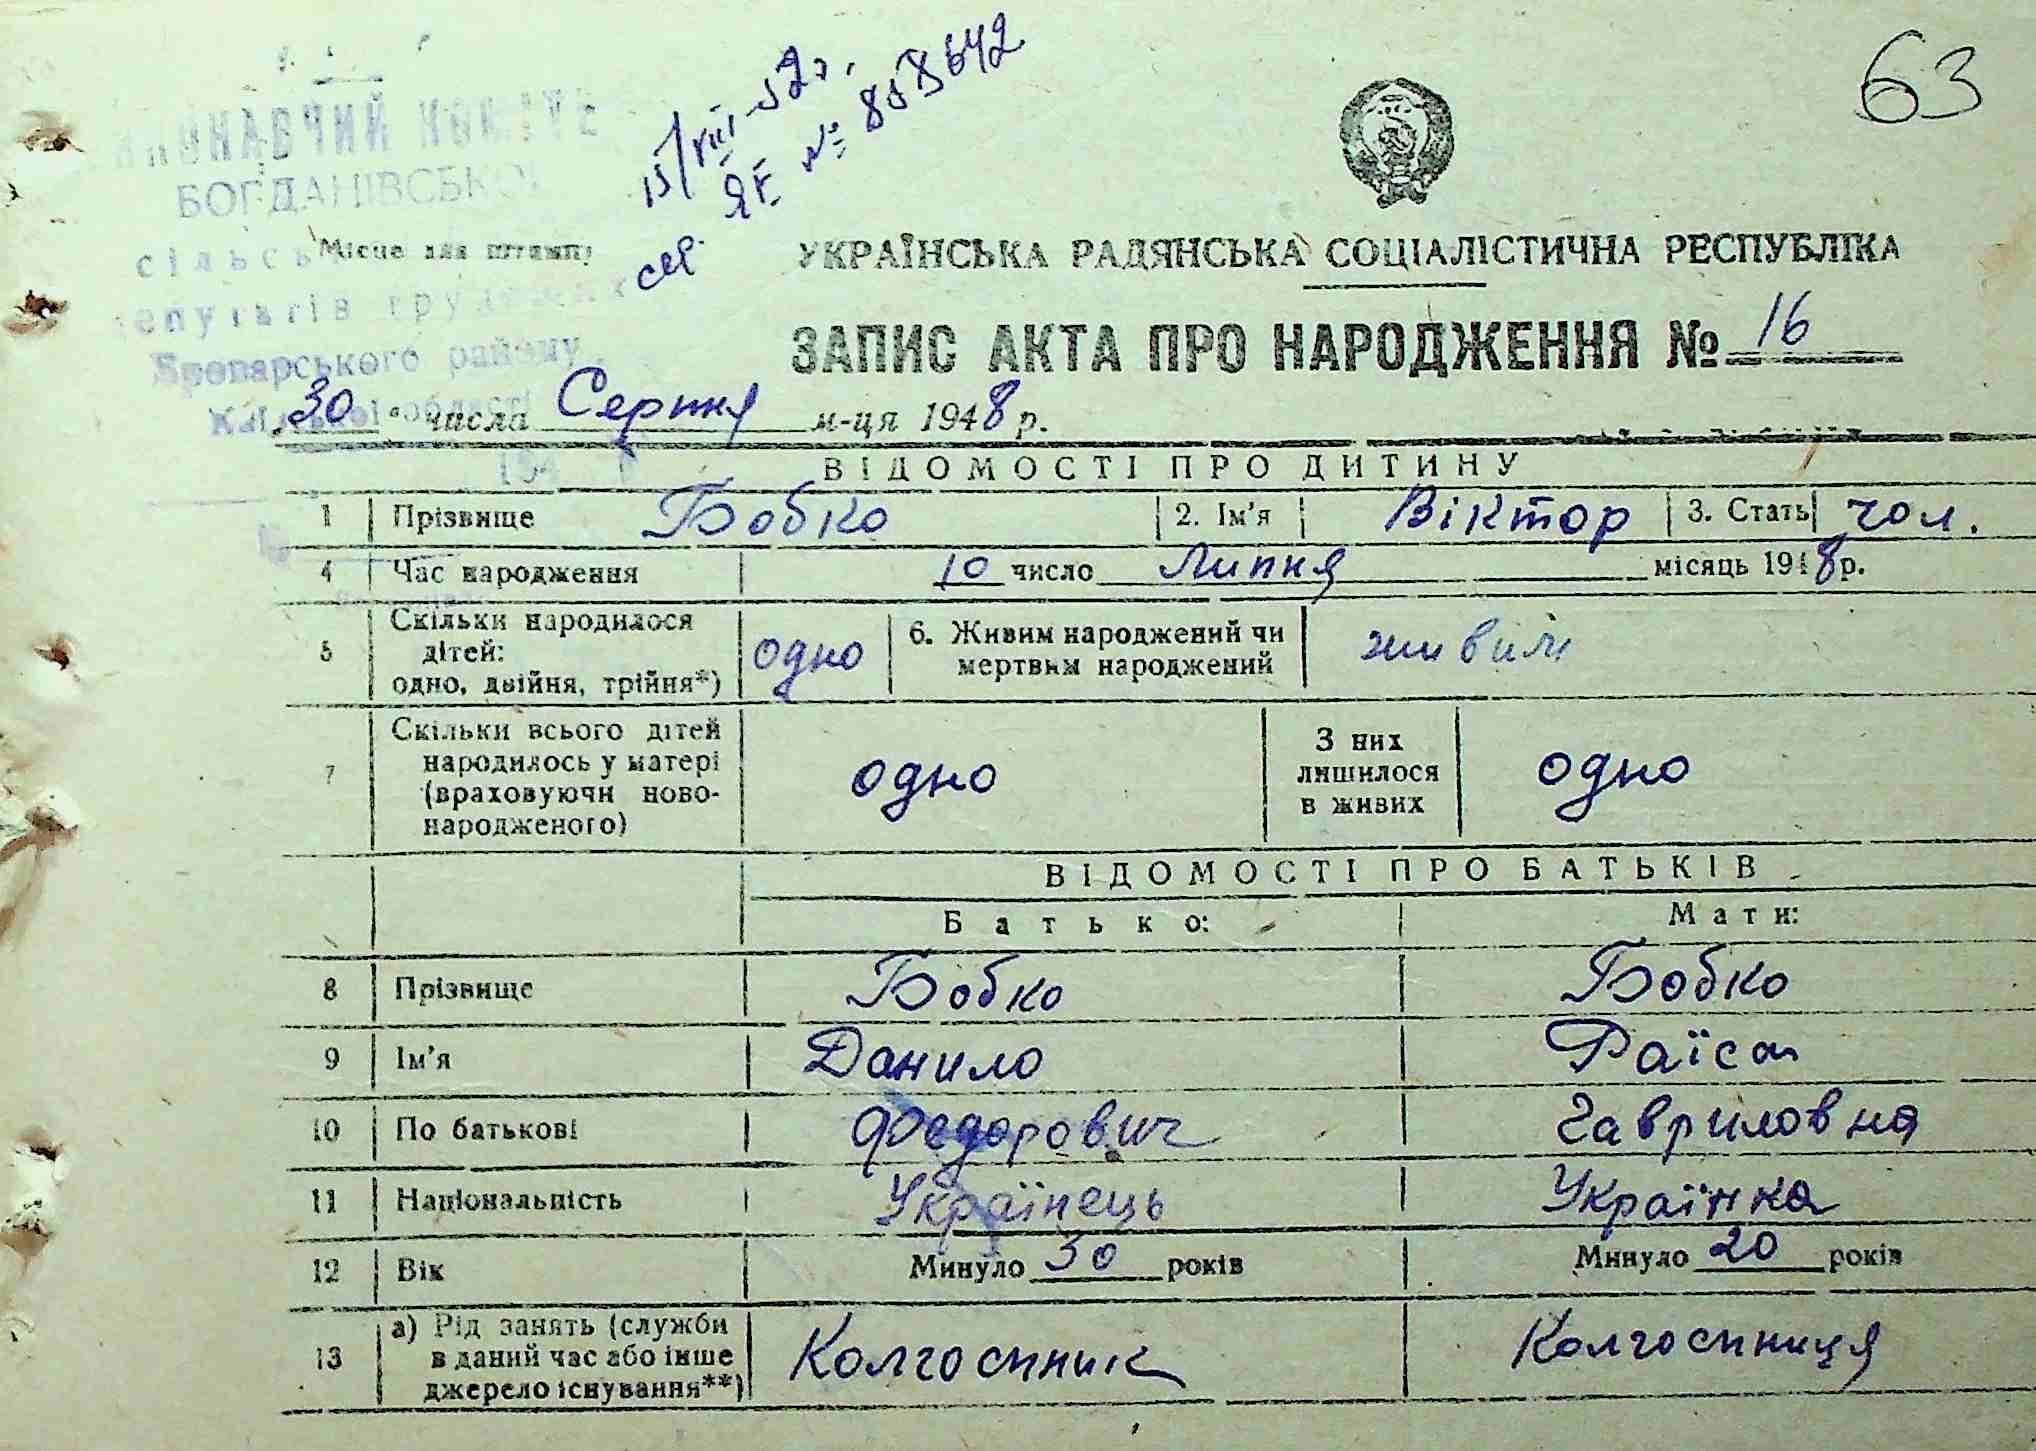 63
15/VIII-52 г.
сер. ЯЕ № 858642
ВИКОНАВЧИЙ КОМІТЕ
БОГДАНІВСЬКОЇ
сільсь
Місце для штампу
депутатів трудящих
Броварського району
Київської області
194 р
УКРАЇНСЬКА РАДЯНСЬКА СОЦІАЛІСТИЧНА РЕСПУБЛІКА
ЗАПИС АКТА ПРО НАРОДЖЕННЯ № 16
30 числа Серпня м-ця 1948 р.
ВІДОМОСТІ ПРО ДИТИНУ
1 Прізвище Бобко 2. Ім'я Віктор 3. Стать чол.
4 Час народження 10 число Липня місяць 1948 р.
5 Скільки народилося дітей: одно, двійня, трійня*) одно 6. Живим народжений чи мертвим народжений живим
7 Скільки всього дітей народилось у матері (враховуючи новонародженого) одно З них лишилося в живих одно
ВІДОМОСТІ ПРО БАТЬКІВ
Батько: Мати:
8 Прізвище Бобко Бобко
9 Ім'я Данило Раїса
10 По батькові Федорович Гавриловна
11 Національність Українець Українка
12 Вік Минуло 30 років Минуло 20 років
13 а) Рід занять (служби в даний час або інше джерело існування**) Колгоспник Колгоспниця